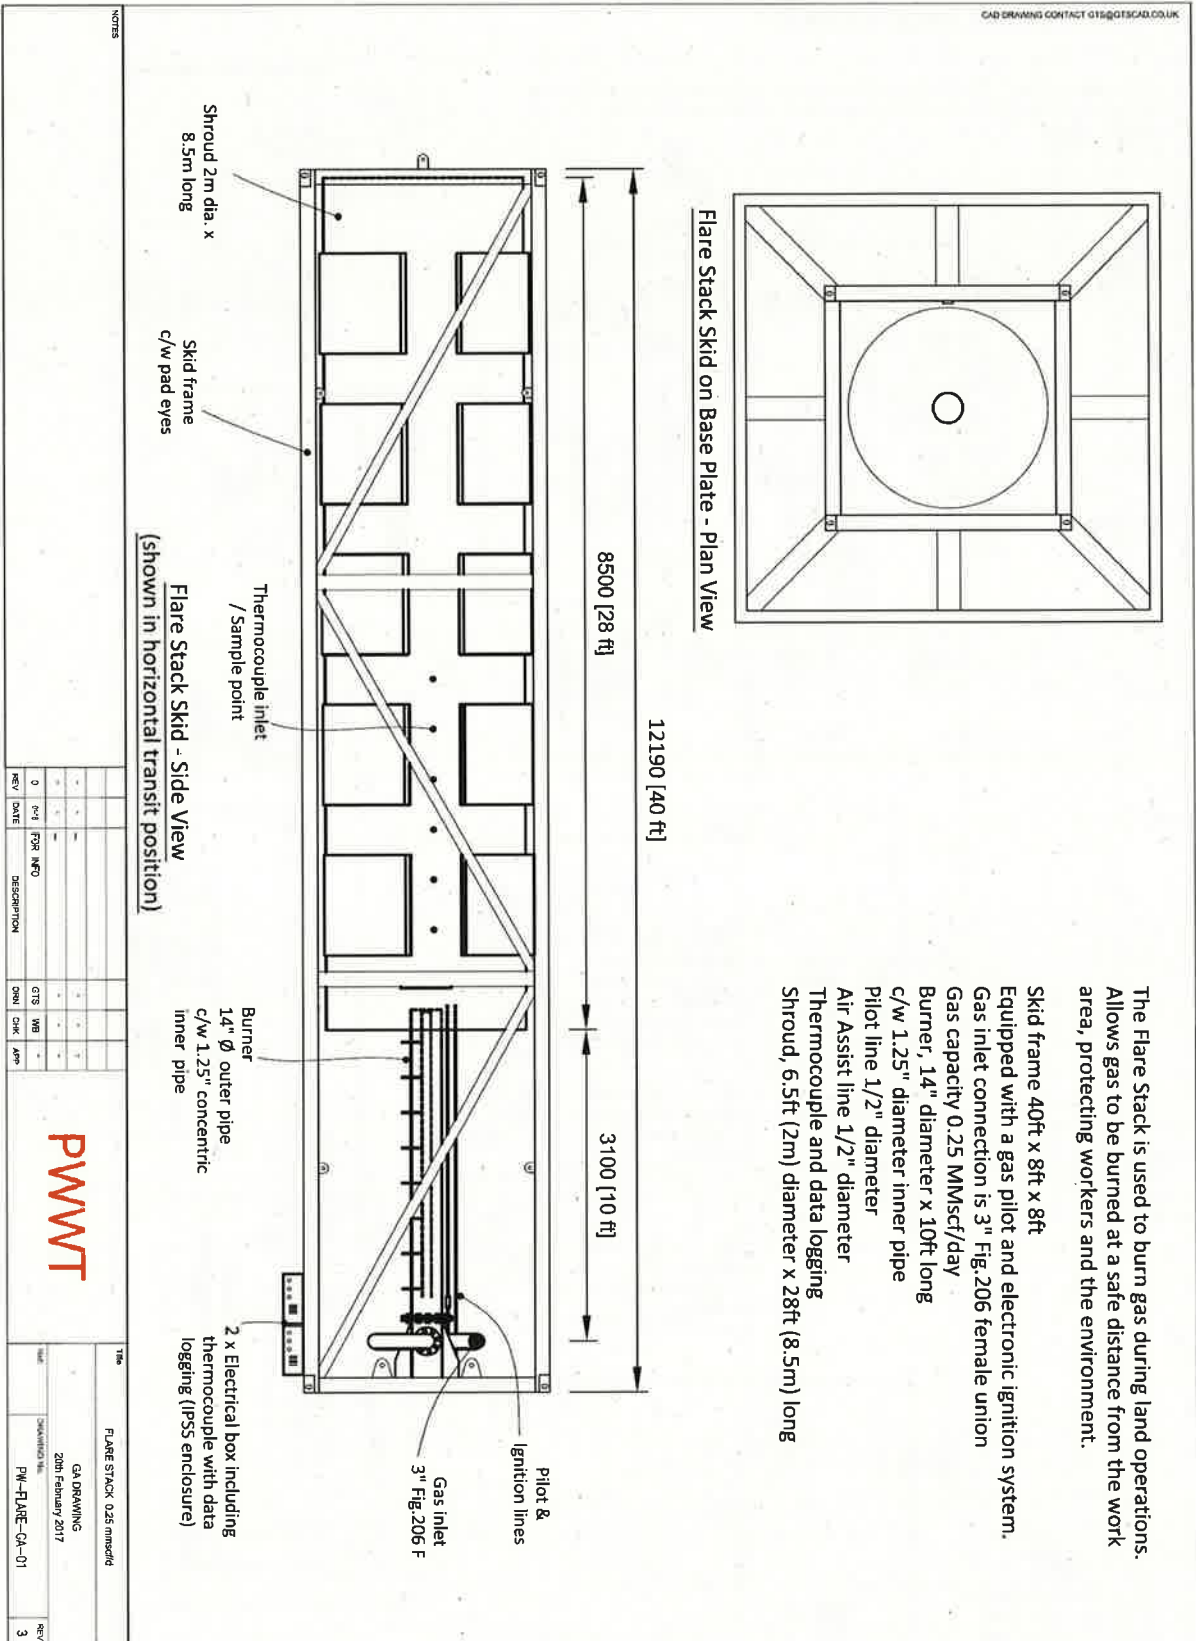 CAD DRAWING CONTACT GTS@GTSCAD.CO.UK
The Flare Stack is used to burn gas during land operations.
Allows gas to be burned at a safe distance from the work
area, protecting workers and the environment.
Skid frame 40ft x 8ft x 8ft
Equipped with a gas pilot and electronic ignition system.
Gas inlet connection is 3" Fig.206 female union
Gas capacity 0.25 MMscf/day
Burner, 14" diameter x 10ft long
c/w 1.25" diameter inner pipe
Pilot line 1/2" diameter
Air Assist line 1/2" diameter
Thermocouple and data logging
Shroud, 6.5ft (2m) diameter x 28ft (8.5m) long
Flare Stack Skid on Base Plate - Plan View
12190 [40 ft]
8500 [28 ft]
3100 [10 ft]
Pilot &
Ignition lines
Gas inlet
3" Fig.206 F
Shroud 2m dia. x
8.5m long
Skid frame
c/w pad eyes
Thermocouple inlet
/ Sample point
Burner
14" Ø outer pipe
c/w 1.25" concentric
inner pipe
2 x Electrical box including
thermocouple with data
logging (IP55 enclosure)
Flare Stack Skid - Side View
(shown in horizontal transit position)
NOTES
0 FOR INFO GTS WB
REV DATE DESCRIPTION DRN CHK APP
PWWT
Title
FLARE STACK 0.25 mmscf/d
GA DRAWING
20th February 2017
DRAWING No.
PW-FLARE-GA-01
REV
3